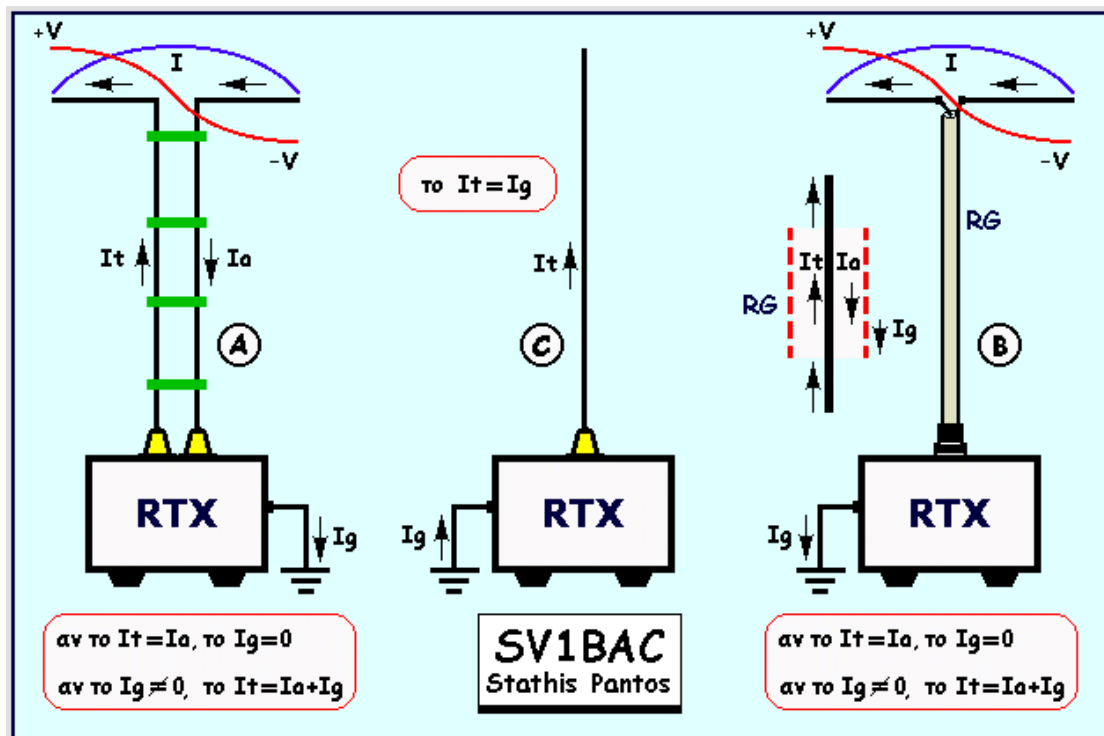 +V
I
-V
It
Ia
A
RTX
Ig
αν το It=Ia, το Ig=0
αν το Ig≠0, το It=Ia+Ig
το It=Ig
It
C
Ig
RTX
SV1BAC
Stathis Pantos
+V
I
-V
RG
It
Ia
RG
Ig
B
Ig
RTX
αν το It=Ia, το Ig=0
αν το Ig≠0, το It=Ia+Ig